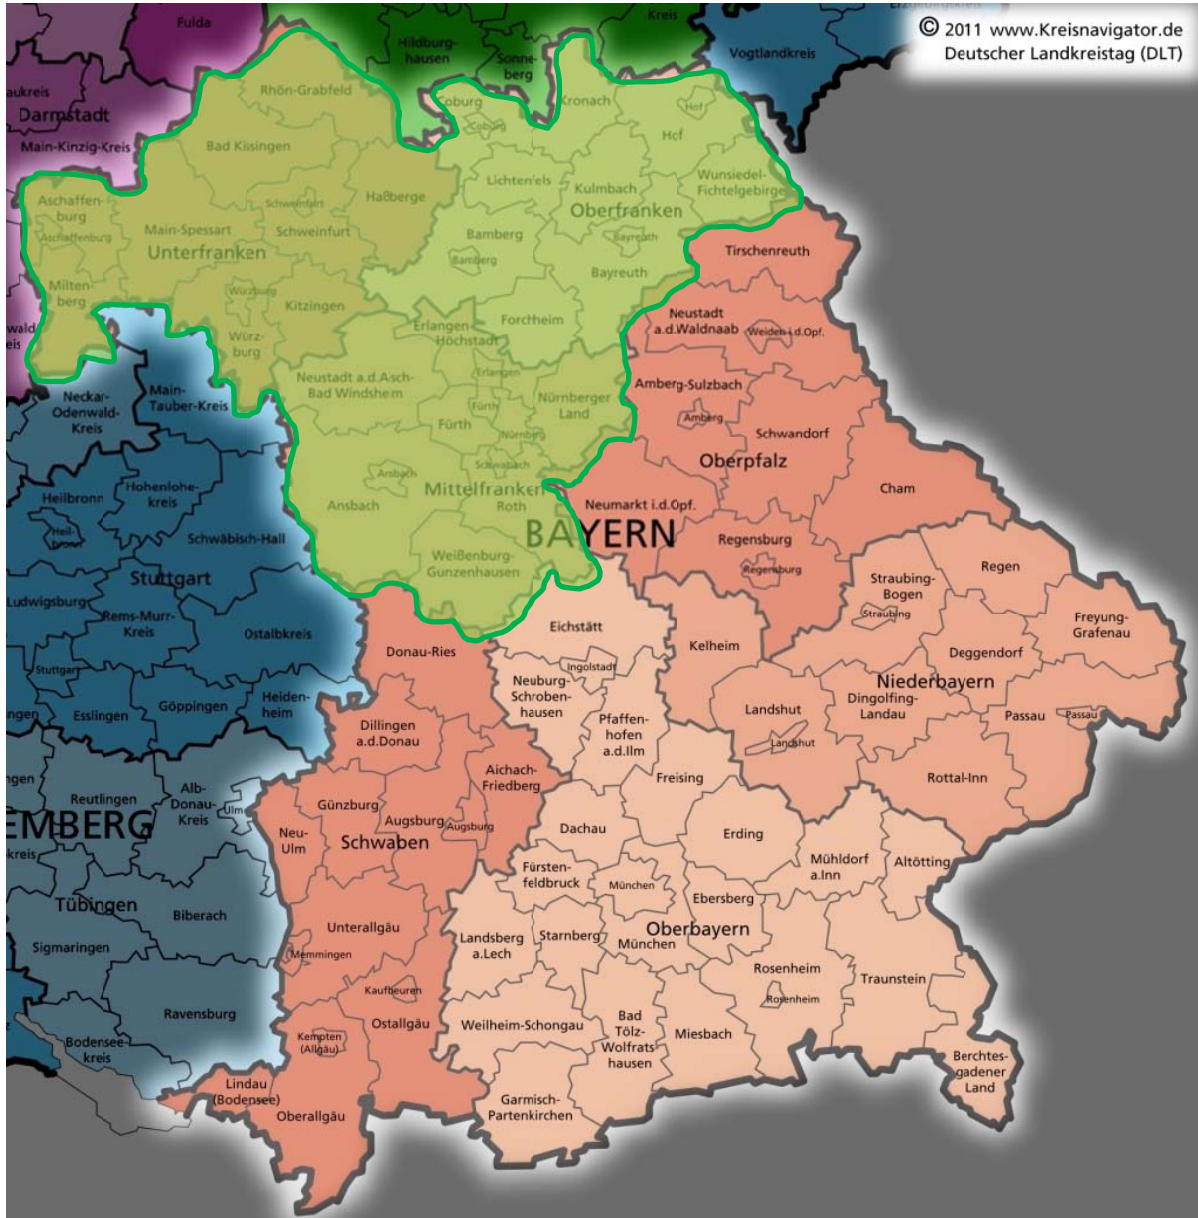 Fulda
Hildburg-
hausen
Sonne-
berg
Kreis
Vogtlandkreis
© 2011 www.Kreisnavigator.de
Deutscher Landkreistag (DLT)
Darmstadt
Main-Kinzig-Kreis
Rhön-Grabfeld
Coburg
Coburg
Kronach
Hof
Hof
Bad Kissingen
Lichtenfels
Kulmbach
Wunsiedel-
Fichtelgebirge
Oberfranken
Haßberge
Schweinfurt
Schweinfurt
Aschaffen-
burg
Aschaffenburg
Main-Spessart
Unterfranken
Bamberg
Bamberg
Bayreuth
Bayreuth
Tirschenreuth
Milten-
berg
Würzburg
Kitzingen
Würz-
burg
Erlangen-
Höchstadt
Forchheim
Neustadt
a.d.Waldnaab
Weiden i.d.Opf.
Neckar-
Odenwald-
Kreis
Main-
Tauber-Kreis
Neustadt a.d.Aisch-
Bad Windsheim
Erlangen
Fürth
Fürth
Nürnberger
Land
Nürnberg
Amberg-Sulzbach
Amberg
Schwandorf
Oberpfalz
Cham
Heilbronn
Heil-
bronn
Hohenlohe-
kreis
Schwäbisch-Hall
Ansbach
Ansbach
Schwabach
Mittelfranken
Roth
Neumarkt i.d.Opf.
BAYERN
Regensburg
Regensburg
Weißenburg-
Gunzenhausen
Stuttgart
Ludwigsburg
Rems-Murr-
Kreis
Ostalbkreis
Straubing-
Bogen
Straubing
Regen
Freyung-
Grafenau
Stuttgart
Esslingen
Göppingen
Heiden-
heim
Donau-Ries
Eichstätt
Ingolstadt
Neuburg-
Schroben-
hausen
Kelheim
Deggendorf
Niederbayern
Dingolfing-
Landau
Landshut
Landshut
Passau
Passau
Dillingen
a.d.Donau
Pfaffen-
hofen
a.d.Ilm
Rottal-Inn
Reutlingen
Alb-
Donau-
Kreis
Ulm
EMBERG
Neu-
Ulm
Günzburg
Augsburg
Augsburg
Aichach-
Friedberg
Schwaben
Freising
Dachau
Erding
Mühldorf
a.Inn
Altötting
Fürsten-
feldbruck
München
Ebersberg
Tübingen
Biberach
Sigmaringen
Unterallgäu
Memmingen
Landsberg
a.Lech
Starnberg
München
Oberbayern
Rosenheim
Rosenheim
Traunstein
Ravensburg
Bodensee-
kreis
Kaufbeuren
Ostallgäu
Kempten
(Allgäu)
Weilheim-Schongau
Bad
Tölz-
Wolfrats-
hausen
Miesbach
Berchtes-
gadener
Land
Lindau
(Bodensee)
Oberallgäu
Garmisch-
Partenkirchen